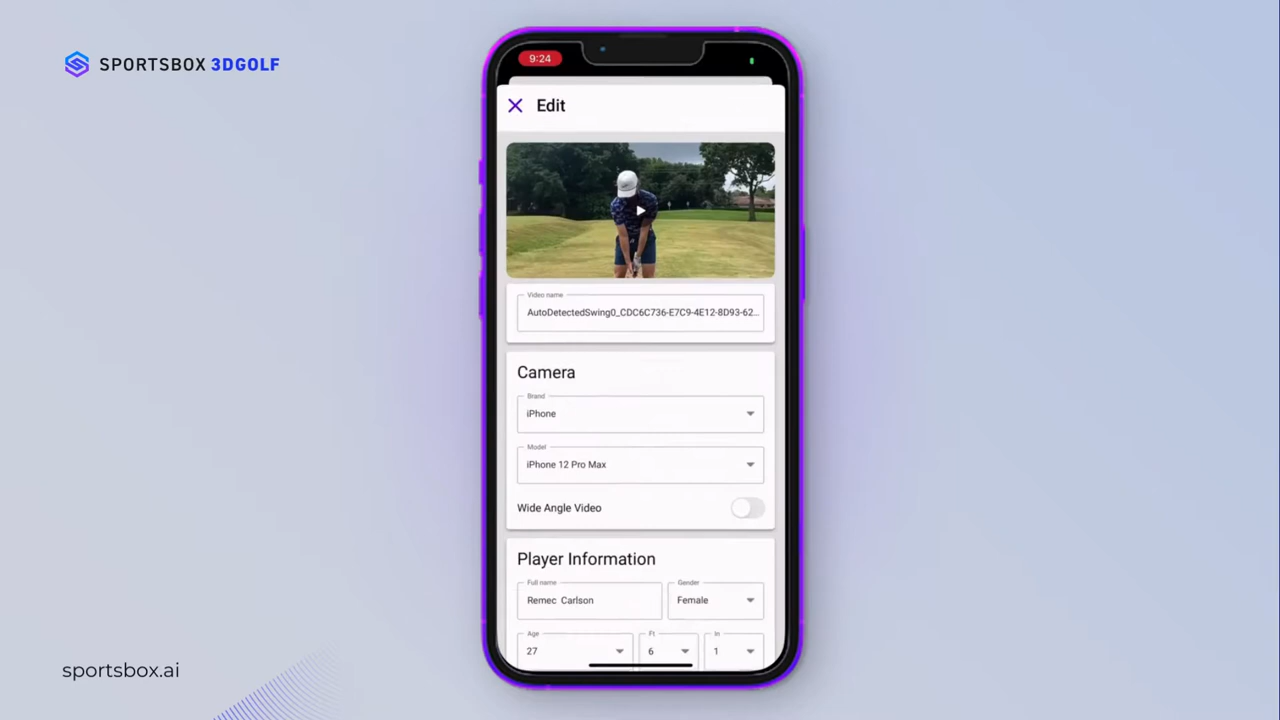 SPORTSBOX 3DGOLF
9:24
Edit
Video name
AutoDetectedSwing0_CDC6C736-E7C9-4E12-8D93-62...
Camera
Brand
iPhone
Model
iPhone 12 Pro Max
Wide Angle Video
Player Information
Full name
Remec Carlson
Gender
Female
Age
27
Ft
6
In
1
sportsbox.ai